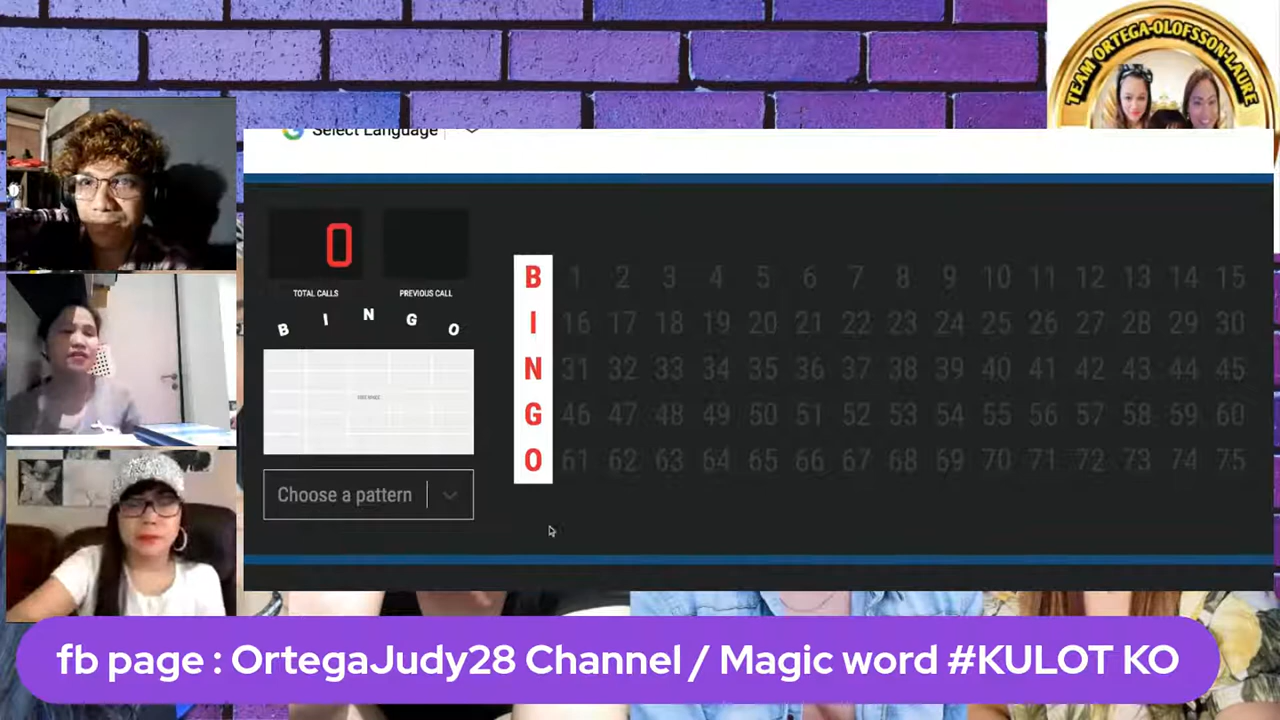 TEAM ORTEGA-OLOFSSON-LAURE
Select Language
0
TOTAL CALLS
PREVIOUS CALL
B I N G O
FREE SPACE
Choose a pattern
B 1 2 3 4 5 6 7 8 9 10 11 12 13 14 15
I 16 17 18 19 20 21 22 23 24 25 26 27 28 29 30
N 31 32 33 34 35 36 37 38 39 40 41 42 43 44 45
G 46 47 48 49 50 51 52 53 54 55 56 57 58 59 60
O 61 62 63 64 65 66 67 68 69 70 71 72 73 74 75
fb page : OrtegaJudy28 Channel / Magic word #KULOT KO